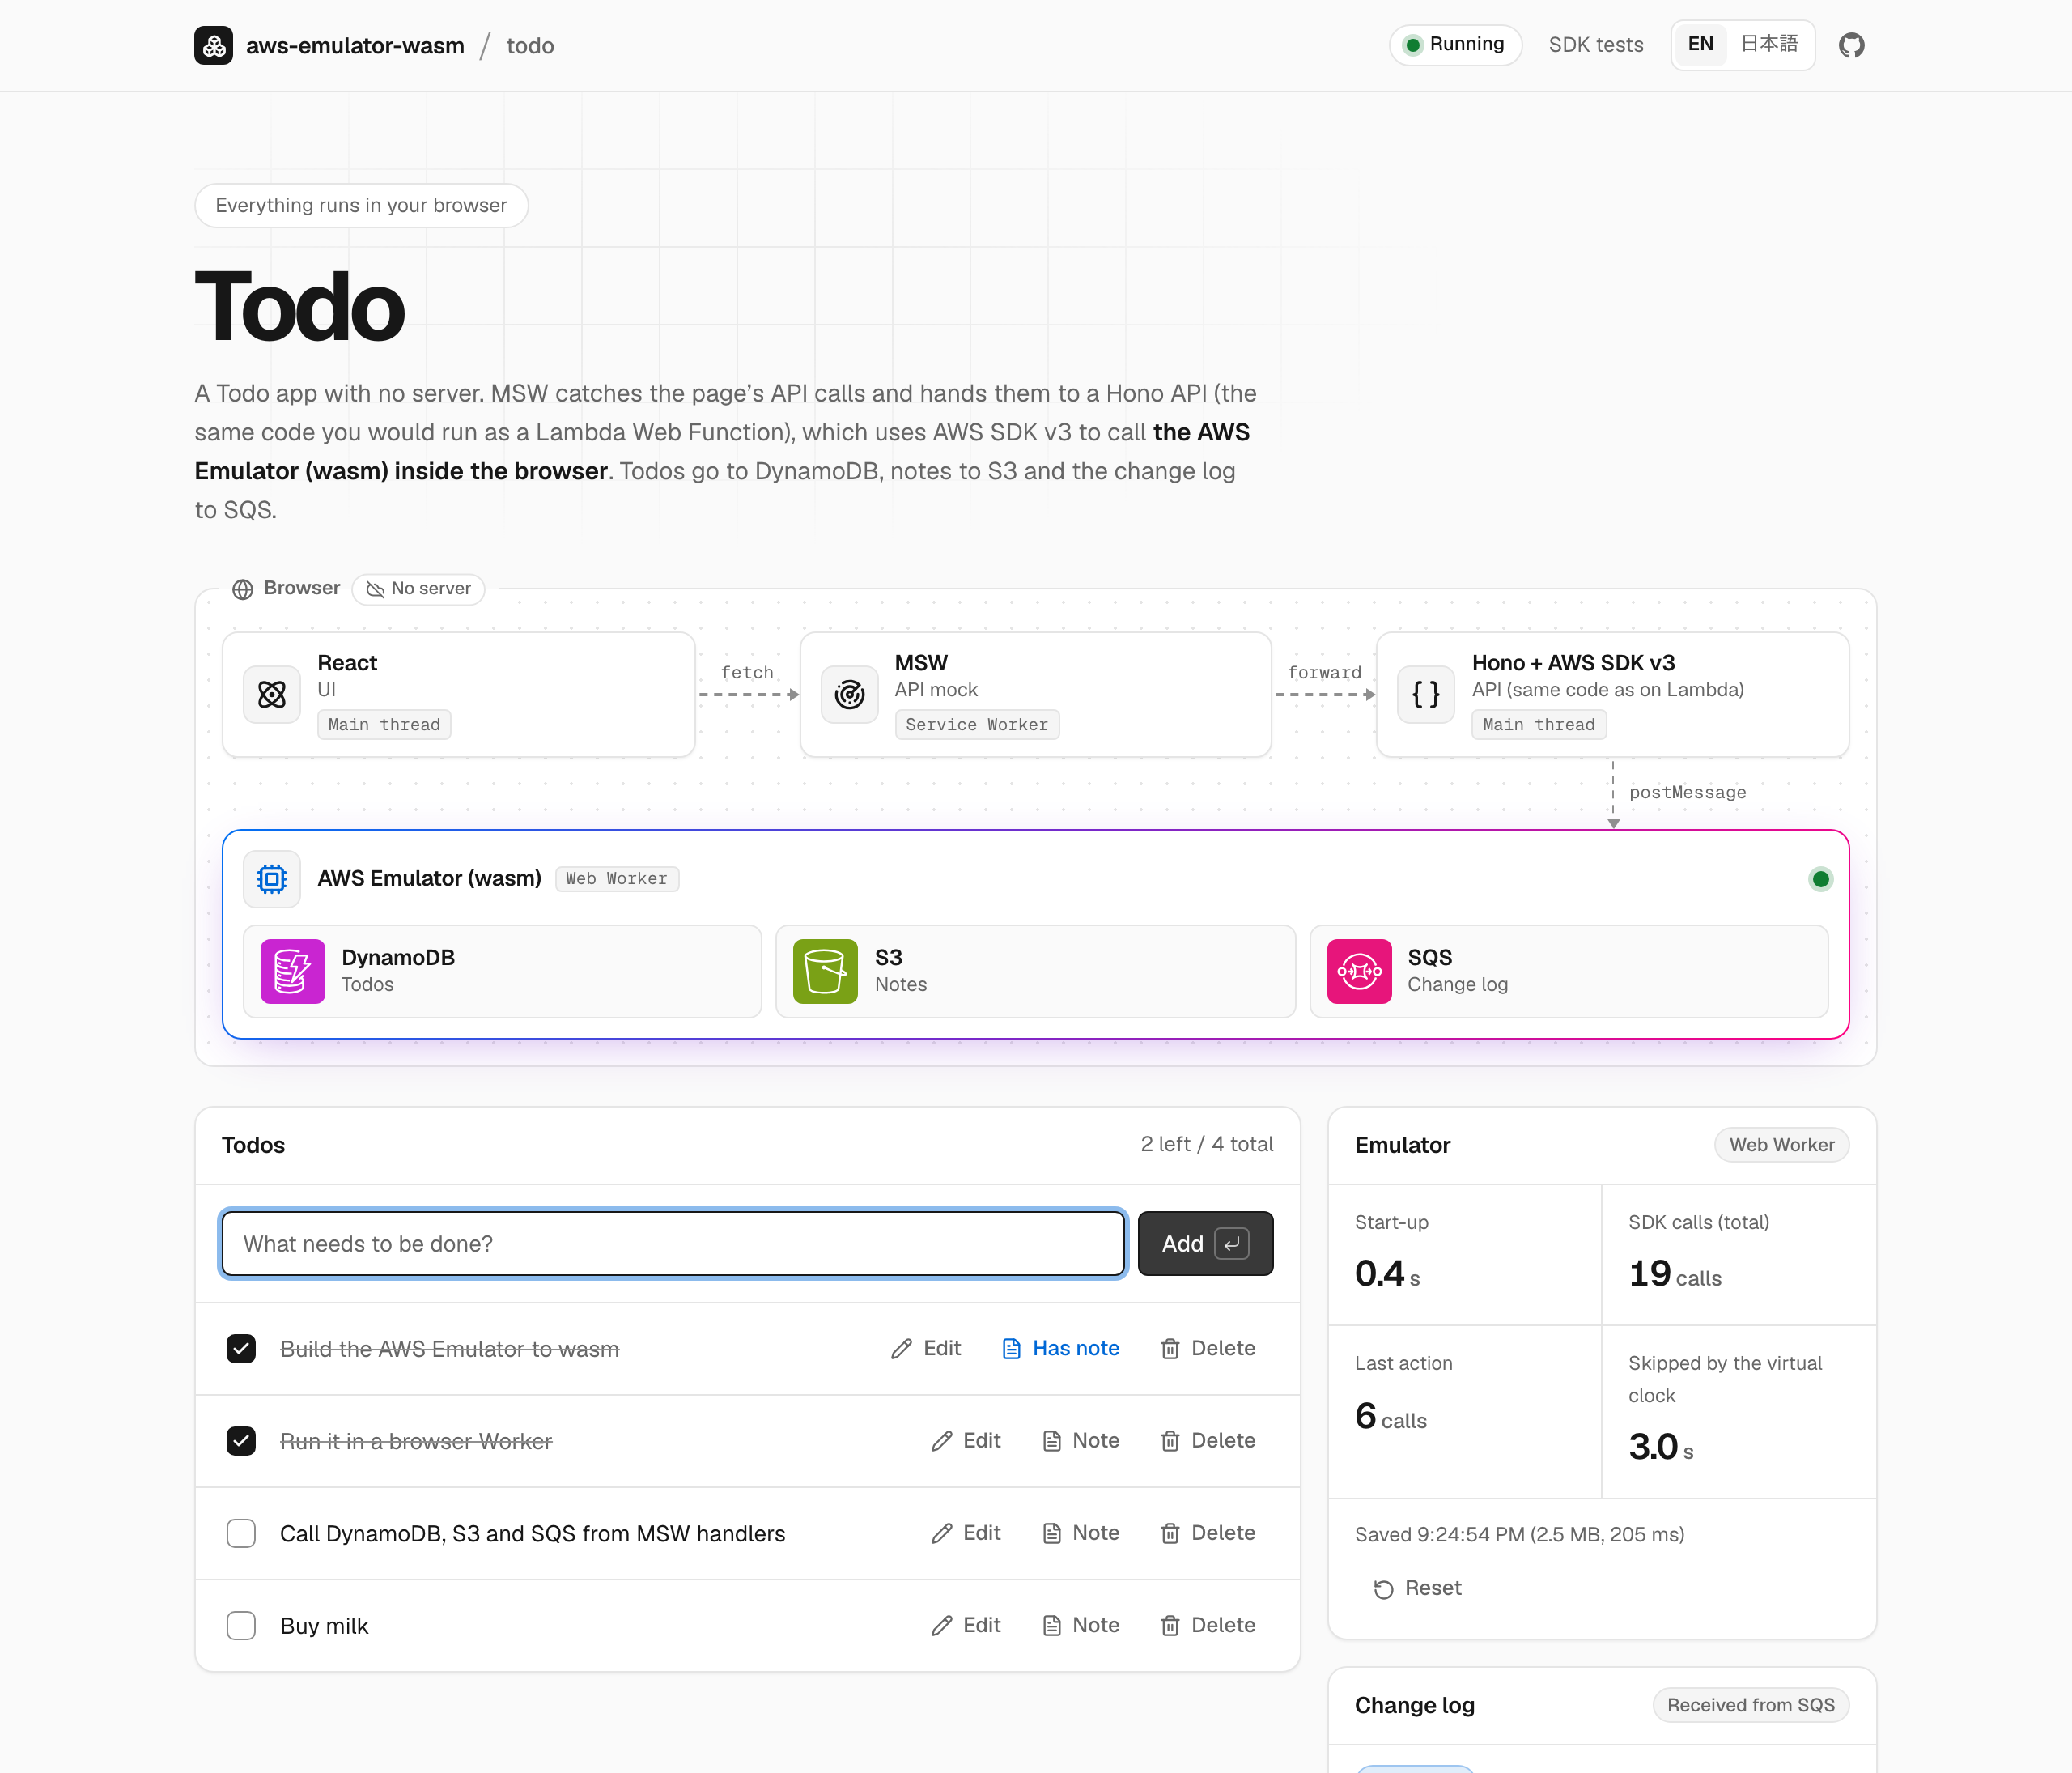 aws-emulator-wasm / todo
Running
SDK tests
EN
日本語
Everything runs in your browser
Todo
A Todo app with no server. MSW catches the page’s API calls and hands them to a Hono API (the
same code you would run as a Lambda Web Function), which uses AWS SDK v3 to call the AWS
Emulator (wasm) inside the browser. Todos go to DynamoDB, notes to S3 and the change log
to SQS.
Browser
No server
React
UI
Main thread
fetch
MSW
API mock
Service Worker
forward
Hono + AWS SDK v3
API (same code as on Lambda)
Main thread
postMessage
AWS Emulator (wasm)
Web Worker
DynamoDB
Todos
S3
Notes
SQS
Change log
Todos
2 left / 4 total
What needs to be done?
Add
Build the AWS Emulator to wasm
Edit
Has note
Delete
Run it in a browser Worker
Edit
Note
Delete
Call DynamoDB, S3 and SQS from MSW handlers
Edit
Note
Delete
Buy milk
Edit
Note
Delete
Emulator
Web Worker
Start-up
0.4 s
SDK calls (total)
19 calls
Last action
6 calls
Skipped by the virtual
clock
3.0 s
Saved 9:24:54 PM (2.5 MB, 205 ms)
Reset
Change log
Received from SQS